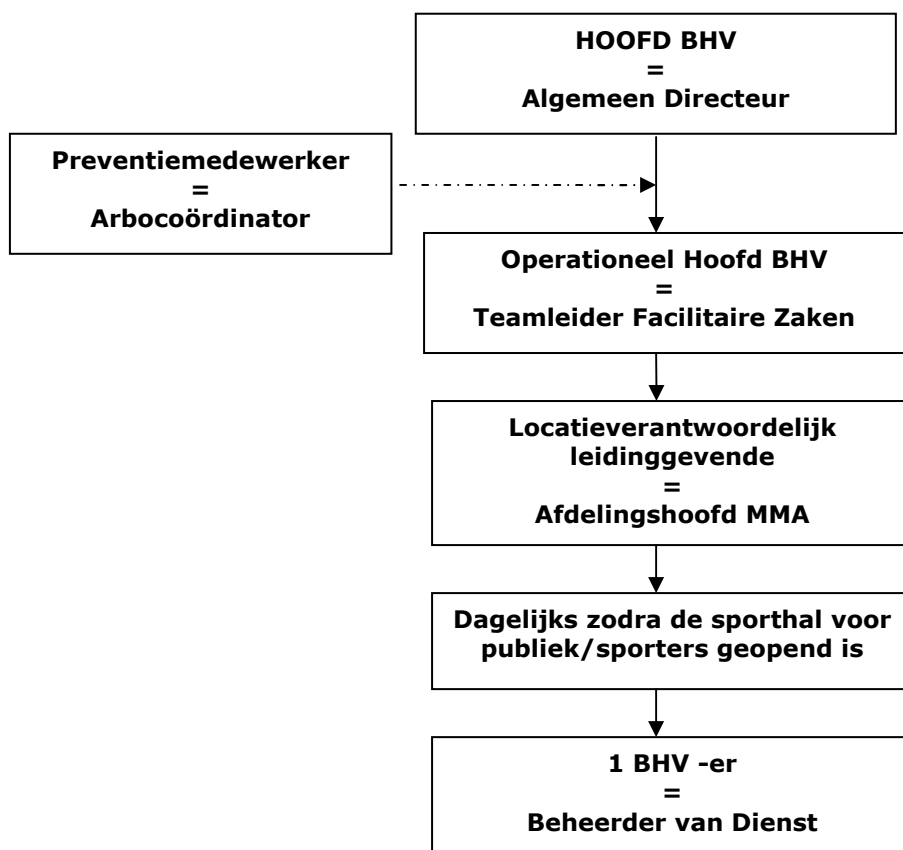 HOOFD BHV
=
Algemeen Directeur
Preventiemedewerker
=
Arbocoördinator
Operationeel Hoofd BHV
=
Teamleider Facilitaire Zaken
Locatieverantwoordelijk
leidinggevende
=
Afdelingshoofd MMA
Dagelijks zodra de sporthal voor
publiek/sporters geopend is
1 BHV -er
=
Beheerder van Dienst